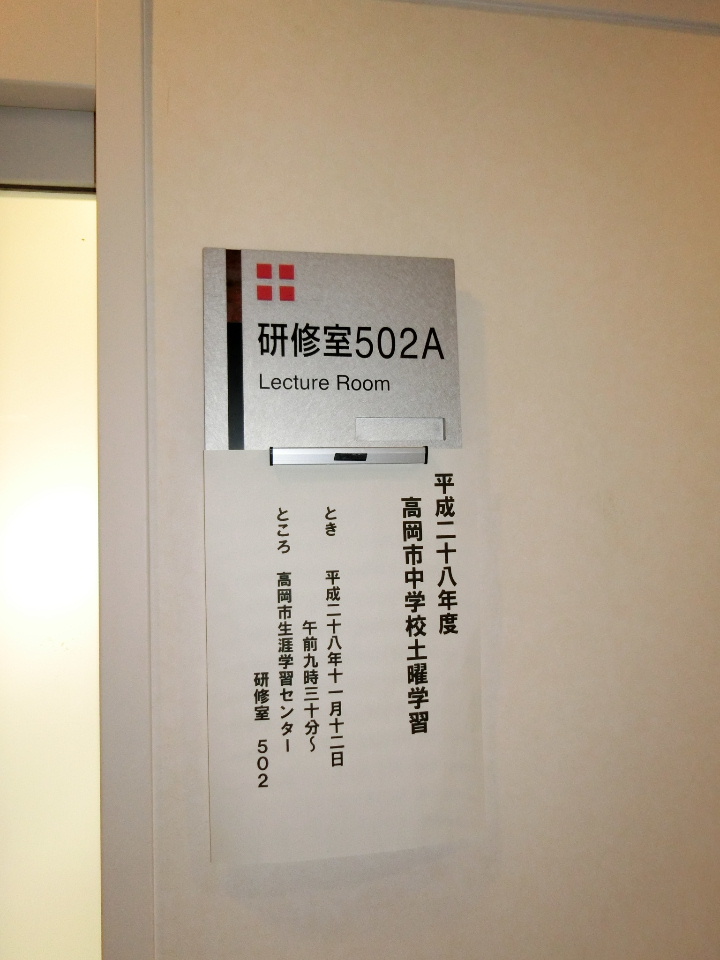 研修室502A
Lecture Room
平成二十八年度
高岡市中学校土曜学習
とき 平成二十八年十一月十二日
午前九時三十分～
ところ 高岡市生涯学習センター
研修室 502